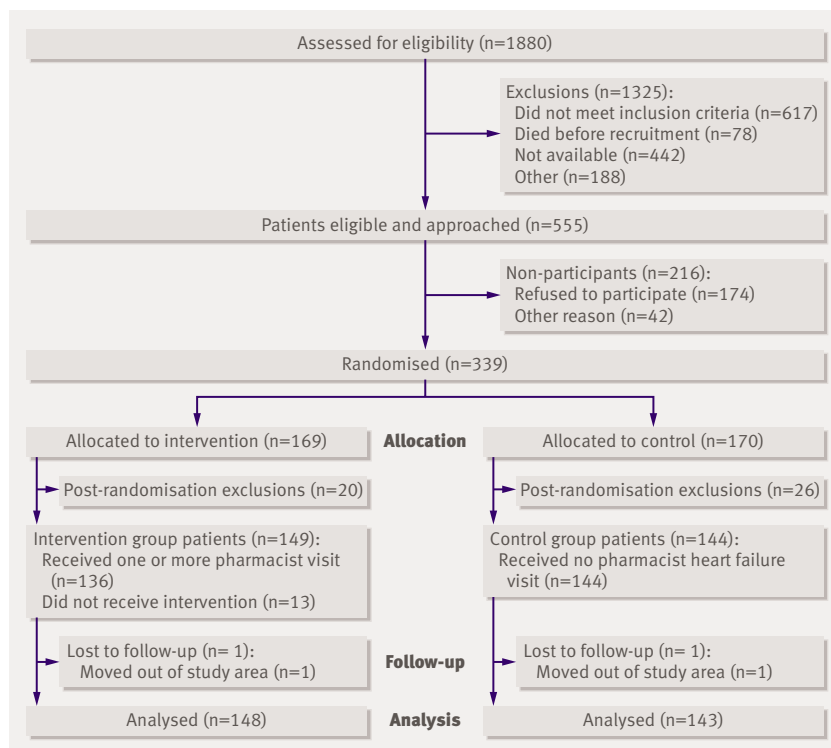 Assessed for eligibility (n=1880)
Exclusions (n=1325):
Did not meet inclusion criteria (n=617)
Died before recruitment (n=78)
Not available (n=442)
Other (n=188)
Patients eligible and approached (n=555)
Non-participants (n=216):
Refused to participate (n=174)
Other reason (n=42)
Randomised (n=339)
Allocated to intervention (n=169)
Allocation
Allocated to control (n=170)
Post-randomisation exclusions (n=20)
Post-randomisation exclusions (n=26)
Intervention group patients (n=149):
Received one or more pharmacist visit
(n=136)
Did not receive intervention (n=13)
Control group patients (n=144):
Received no pharmacist heart failure
visit (n=144)
Lost to follow-up (n= 1):
Moved out of study area (n=1)
Follow-up
Lost to follow-up (n= 1):
Moved out of study area (n=1)
Analysed (n=148)
Analysis
Analysed (n=143)